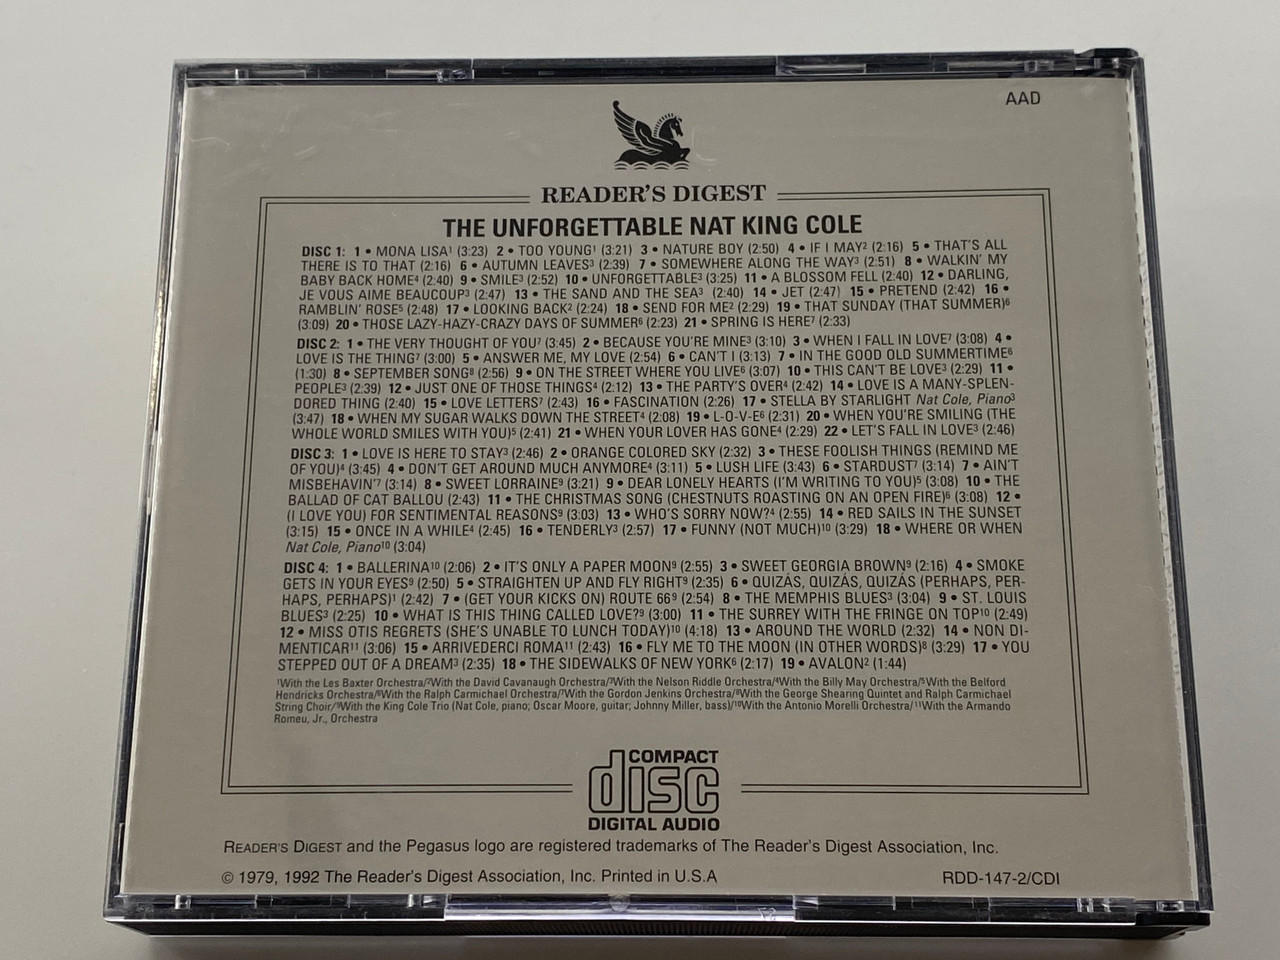 AAD
READER'S DIGEST
THE UNFORGETTABLE NAT KING COLE
DISC 1: 1 • MONA LISA¹ (3:23) 2 • TOO YOUNG¹ (3:21) 3 • NATURE BOY (2:50) 4 • IF I MAY² (2:16) 5 • THAT'S ALL
THERE IS TO THAT (2:16) 6 • AUTUMN LEAVES³ (2:39) 7 • SOMEWHERE ALONG THE WAY³ (2:51) 8 • WALKIN' MY
BABY BACK HOME⁴ (2:40) 9 • SMILE³ (2:52) 10 • UNFORGETTABLE³ (3:25) 11 • A BLOSSOM FELL (2:40) 12 • DARLING,
JE VOUS AIME BEAUCOUP³ (2:47) 13 • THE SAND AND THE SEA³ (2:40) 14 • JET (2:47) 15 • PRETEND (2:42) 16 •
RAMBLIN' ROSE⁵ (2:48) 17 • LOOKING BACK² (2:24) 18 • SEND FOR ME² (2:29) 19 • THAT SUNDAY (THAT SUMMER)⁶
(3:09) 20 • THOSE LAZY-HAZY-CRAZY DAYS OF SUMMER⁶ (2:23) 21 • SPRING IS HERE⁷ (2:33)
DISC 2: 1 • THE VERY THOUGHT OF YOU⁷ (3:45) 2 • BECAUSE YOU'RE MINE³ (3:10) 3 • WHEN I FALL IN LOVE⁷ (3:08) 4 •
LOVE IS THE THING⁷ (3:00) 5 • ANSWER ME, MY LOVE (2:54) 6 • CAN'T I (3:13) 7 • IN THE GOOD OLD SUMMERTIME⁶
(1:30) 8 • SEPTEMBER SONG⁸ (2:56) 9 • ON THE STREET WHERE YOU LIVE⁶ (3:07) 10 • THIS CAN'T BE LOVE³ (2:29) 11 •
PEOPLE³ (2:39) 12 • JUST ONE OF THOSE THINGS⁴ (2:12) 13 • THE PARTY'S OVER⁴ (2:42) 14 • LOVE IS A MANY-SPLEN-
DORED THING (2:40) 15 • LOVE LETTERS⁷ (2:43) 16 • FASCINATION (2:26) 17 • STELLA BY STARLIGHT Nat Cole, Piano³
(3:47) 18 • WHEN MY SUGAR WALKS DOWN THE STREET⁴ (2:08) 19 • L-O-V-E⁶ (2:31) 20 • WHEN YOU'RE SMILING (THE
WHOLE WORLD SMILES WITH YOU)⁵ (2:41) 21 • WHEN YOUR LOVER HAS GONE⁴ (2:29) 22 • LET'S FALL IN LOVE³ (2:46)
DISC 3: 1 • LOVE IS HERE TO STAY³ (2:46) 2 • ORANGE COLORED SKY (2:32) 3 • THESE FOOLISH THINGS (REMIND ME
OF YOU)⁴ (3:45) 4 • DON'T GET AROUND MUCH ANYMORE⁴ (3:11) 5 • LUSH LIFE (3:43) 6 • STARDUST⁷ (3:14) 7 • AIN'T
MISBEHAVIN'⁷ (3:14) 8 • SWEET LORRAINE⁹ (3:21) 9 • DEAR LONELY HEARTS (I'M WRITING TO YOU)⁵ (3:08) 10 • THE
BALLAD OF CAT BALLOU (2:43) 11 • THE CHRISTMAS SONG (CHESTNUTS ROASTING ON AN OPEN FIRE)⁶ (3:08) 12 •
(I LOVE YOU) FOR SENTIMENTAL REASONS⁹ (3:03) 13 • WHO'S SORRY NOW?⁴ (2:55) 14 • RED SAILS IN THE SUNSET
(3:15) 15 • ONCE IN A WHILE⁴ (2:45) 16 • TENDERLY³ (2:57) 17 • FUNNY (NOT MUCH)¹⁰ (3:29) 18 • WHERE OR WHEN
Nat Cole, Piano¹⁰ (3:04)
DISC 4: 1 • BALLERINA¹⁰ (2:06) 2 • IT'S ONLY A PAPER MOON⁹ (2:55) 3 • SWEET GEORGIA BROWN⁹ (2:16) 4 • SMOKE
GETS IN YOUR EYES⁹ (2:50) 5 • STRAIGHTEN UP AND FLY RIGHT⁹ (2:35) 6 • QUIZÁS, QUIZÁS, QUIZÁS (PERHAPS, PER-
HAPS, PERHAPS)¹ (2:42) 7 • (GET YOUR KICKS ON) ROUTE 66⁹ (2:54) 8 • THE MEMPHIS BLUES³ (3:04) 9 • ST. LOUIS
BLUES³ (2:25) 10 • WHAT IS THIS THING CALLED LOVE?⁹ (3:00) 11 • THE SURREY WITH THE FRINGE ON TOP¹⁰ (2:49)
12 • MISS OTIS REGRETS (SHE'S UNABLE TO LUNCH TODAY)¹⁰ (4:18) 13 • AROUND THE WORLD (2:32) 14 • NON DI-
MENTICAR¹¹ (3:06) 15 • ARRIVEDERCI ROMA¹¹ (2:43) 16 • FLY ME TO THE MOON (IN OTHER WORDS)⁸ (3:29) 17 • YOU
STEPPED OUT OF A DREAM³ (2:35) 18 • THE SIDEWALKS OF NEW YORK⁶ (2:17) 19 • AVALON² (1:44)
¹With the Les Baxter Orchestra/²With the David Cavanaugh Orchestra/³With the Nelson Riddle Orchestra/⁴With the Billy May Orchestra/⁵With the Belford
Hendricks Orchestra/⁶With the Ralph Carmichael Orchestra/⁷With the Gordon Jenkins Orchestra/⁸With the George Shearing Quintet and Ralph Carmichael
String Choir/⁹With the King Cole Trio (Nat Cole, piano; Oscar Moore, guitar; Johnny Miller, bass)/¹⁰With the Antonio Morelli Orchestra/¹¹With the Armando
Romeu, Jr., Orchestra
COMPACT
disc
DIGITAL AUDIO
READER'S DIGEST and the Pegasus logo are registered trademarks of The Reader's Digest Association, Inc.
© 1979, 1992 The Reader's Digest Association, Inc. Printed in U.S.A RDD-147-2/CDI